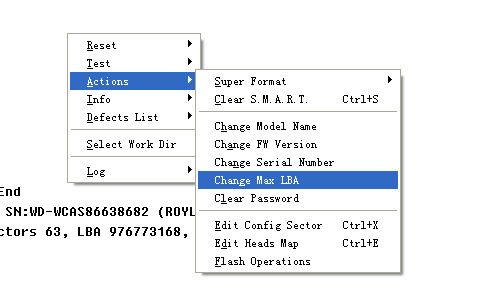 Reset
Test
Actions
Info
Defects List
Select Work Dir
Log
Super Format
Clear S.M.A.R.T. Ctrl+S
Change Model Name
Change FW Version
Change Serial Number
Change Max LBA
Clear Password
Edit Config Sector Ctrl+X
Edit Heads Map Ctrl+E
Flash Operations
End
SN:WD-WCAS86638682 (ROYL
ctors 63, LBA 976773168,